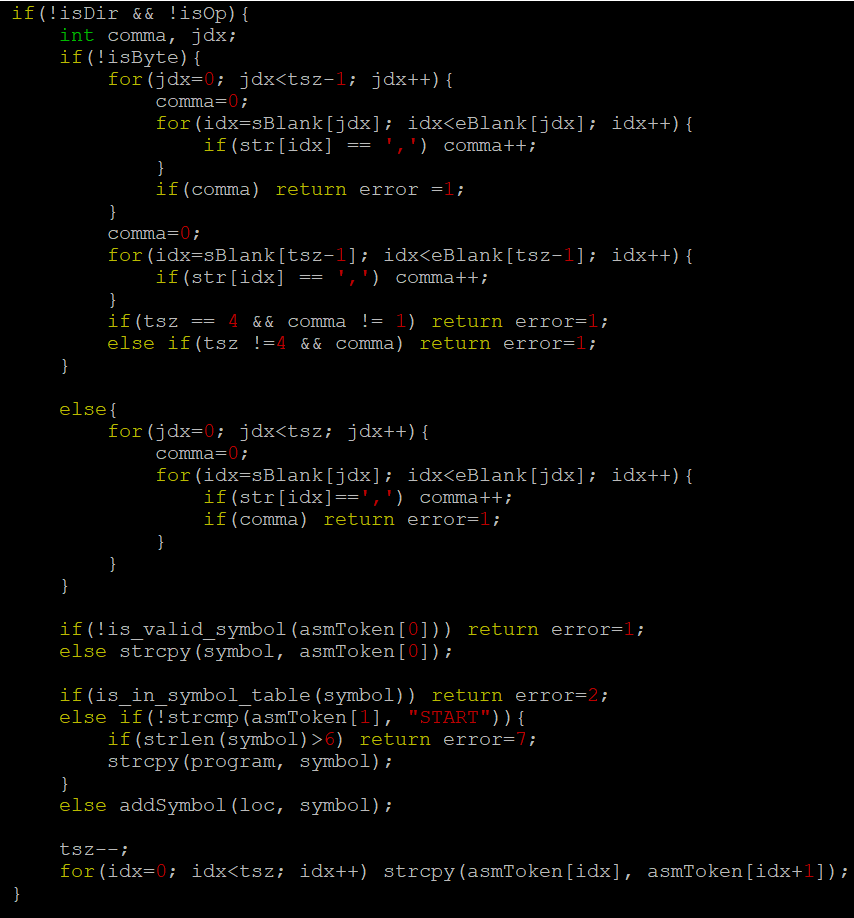 if(!isDir && !isOp){
    int comma, jdx;
    if(!isByte){
        for(jdx=0; jdx<tsz-1; jdx++){
            comma=0;
            for(idx=sBlank[jdx]; idx<eBlank[jdx]; idx++){
                if(str[idx] == ',') comma++;
            }
            if(comma) return error =1;
        }
        comma=0;
        for(idx=sBlank[tsz-1]; idx<eBlank[tsz-1]; idx++){
            if(str[idx] == ',') comma++;
        }
        if(tsz == 4 && comma != 1) return error=1;
        else if(tsz !=4 && comma) return error=1;
    }

    else{
        for(jdx=0; jdx<tsz; jdx++){
            comma=0;
            for(idx=sBlank[jdx]; idx<eBlank[jdx]; idx++){
                if(str[idx]==',') comma++;
                if(comma) return error=1;
            }
        }
    }

    if(!is_valid_symbol(asmToken[0])) return error=1;
    else strcpy(symbol, asmToken[0]);

    if(is_in_symbol_table(symbol)) return error=2;
    else if(!strcmp(asmToken[1], "START")){
        if(strlen(symbol)>6) return error=7;
        strcpy(program, symbol);
    }
    else addSymbol(loc, symbol);

    tsz--;
    for(idx=0; idx<tsz; idx++) strcpy(asmToken[idx], asmToken[idx+1]);
}